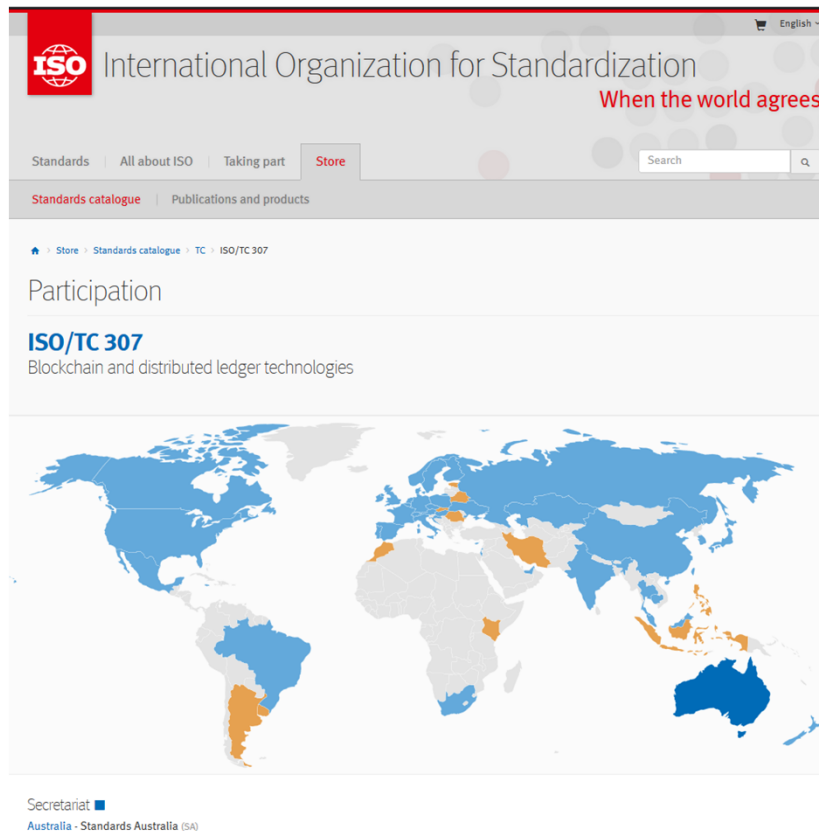 English
ISO
International Organization for Standardization
When the world agrees
Standards | All about ISO | Taking part | Store
Search
Standards catalogue | Publications and products
> Store > Standards catalogue > TC > ISO/TC 307
Participation
ISO/TC 307
Blockchain and distributed ledger technologies
Secretariat
Australia - Standards Australia (SA)